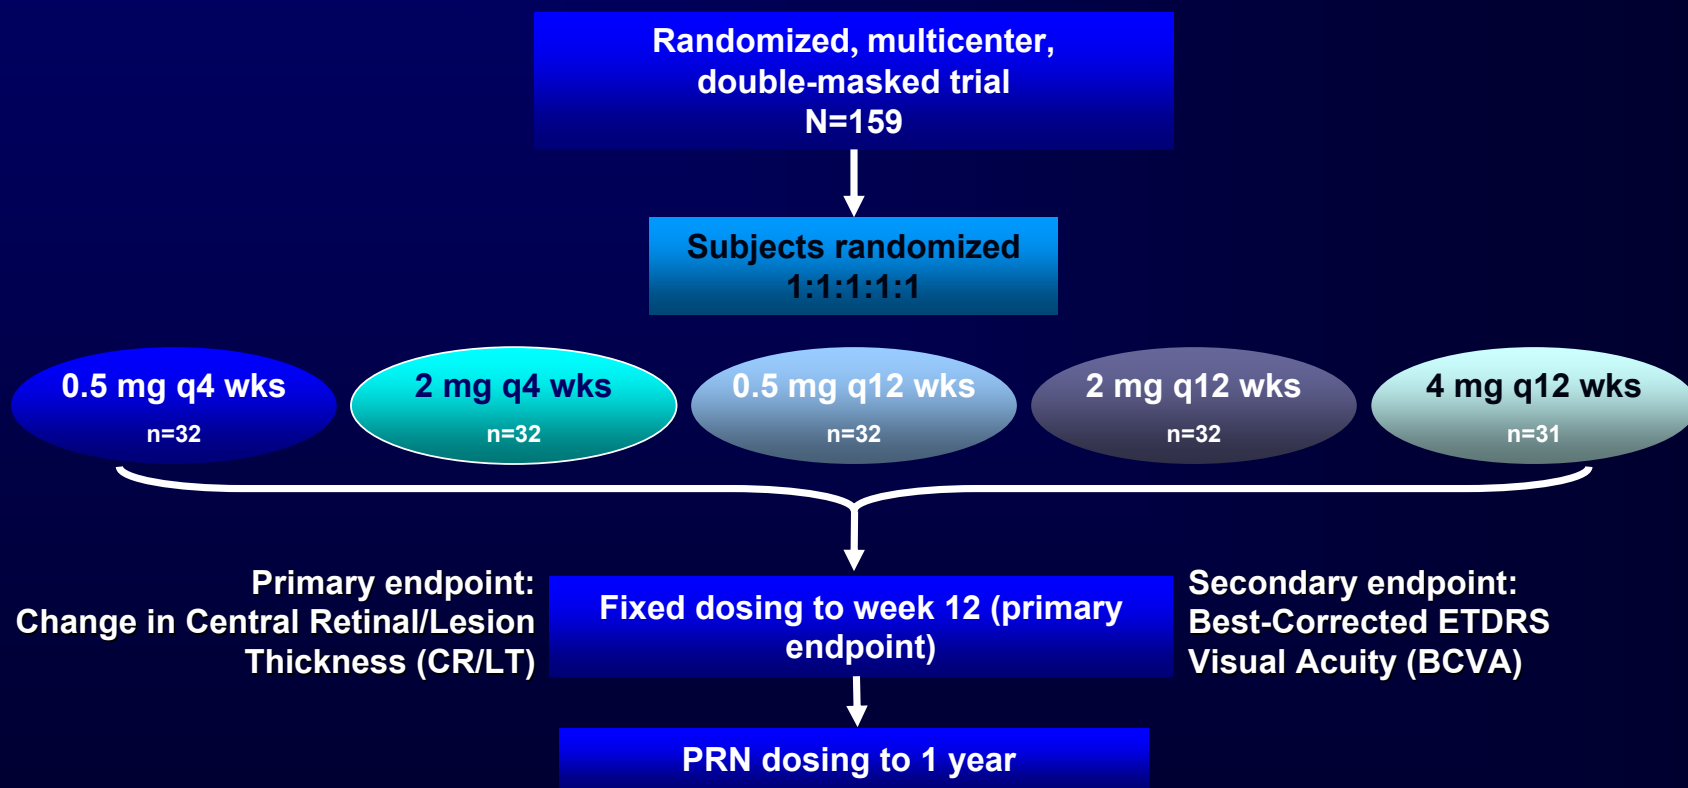 Randomized, multicenter,
double-masked trial
N=159
Subjects randomized
1:1:1:1:1
0.5 mg q4 wks
n=32
2 mg q4 wks
n=32
0.5 mg q12 wks
n=32
2 mg q12 wks
n=32
4 mg q12 wks
n=31
Primary endpoint:
Change in Central Retinal/Lesion
Thickness (CR/LT)
Fixed dosing to week 12 (primary
endpoint)
Secondary endpoint:
Best-Corrected ETDRS
Visual Acuity (BCVA)
PRN dosing to 1 year